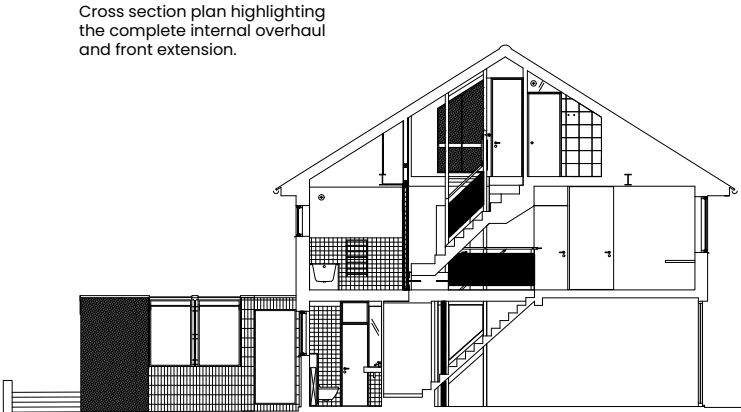 Cross section plan highlighting
the complete internal overhaul
and front extension.